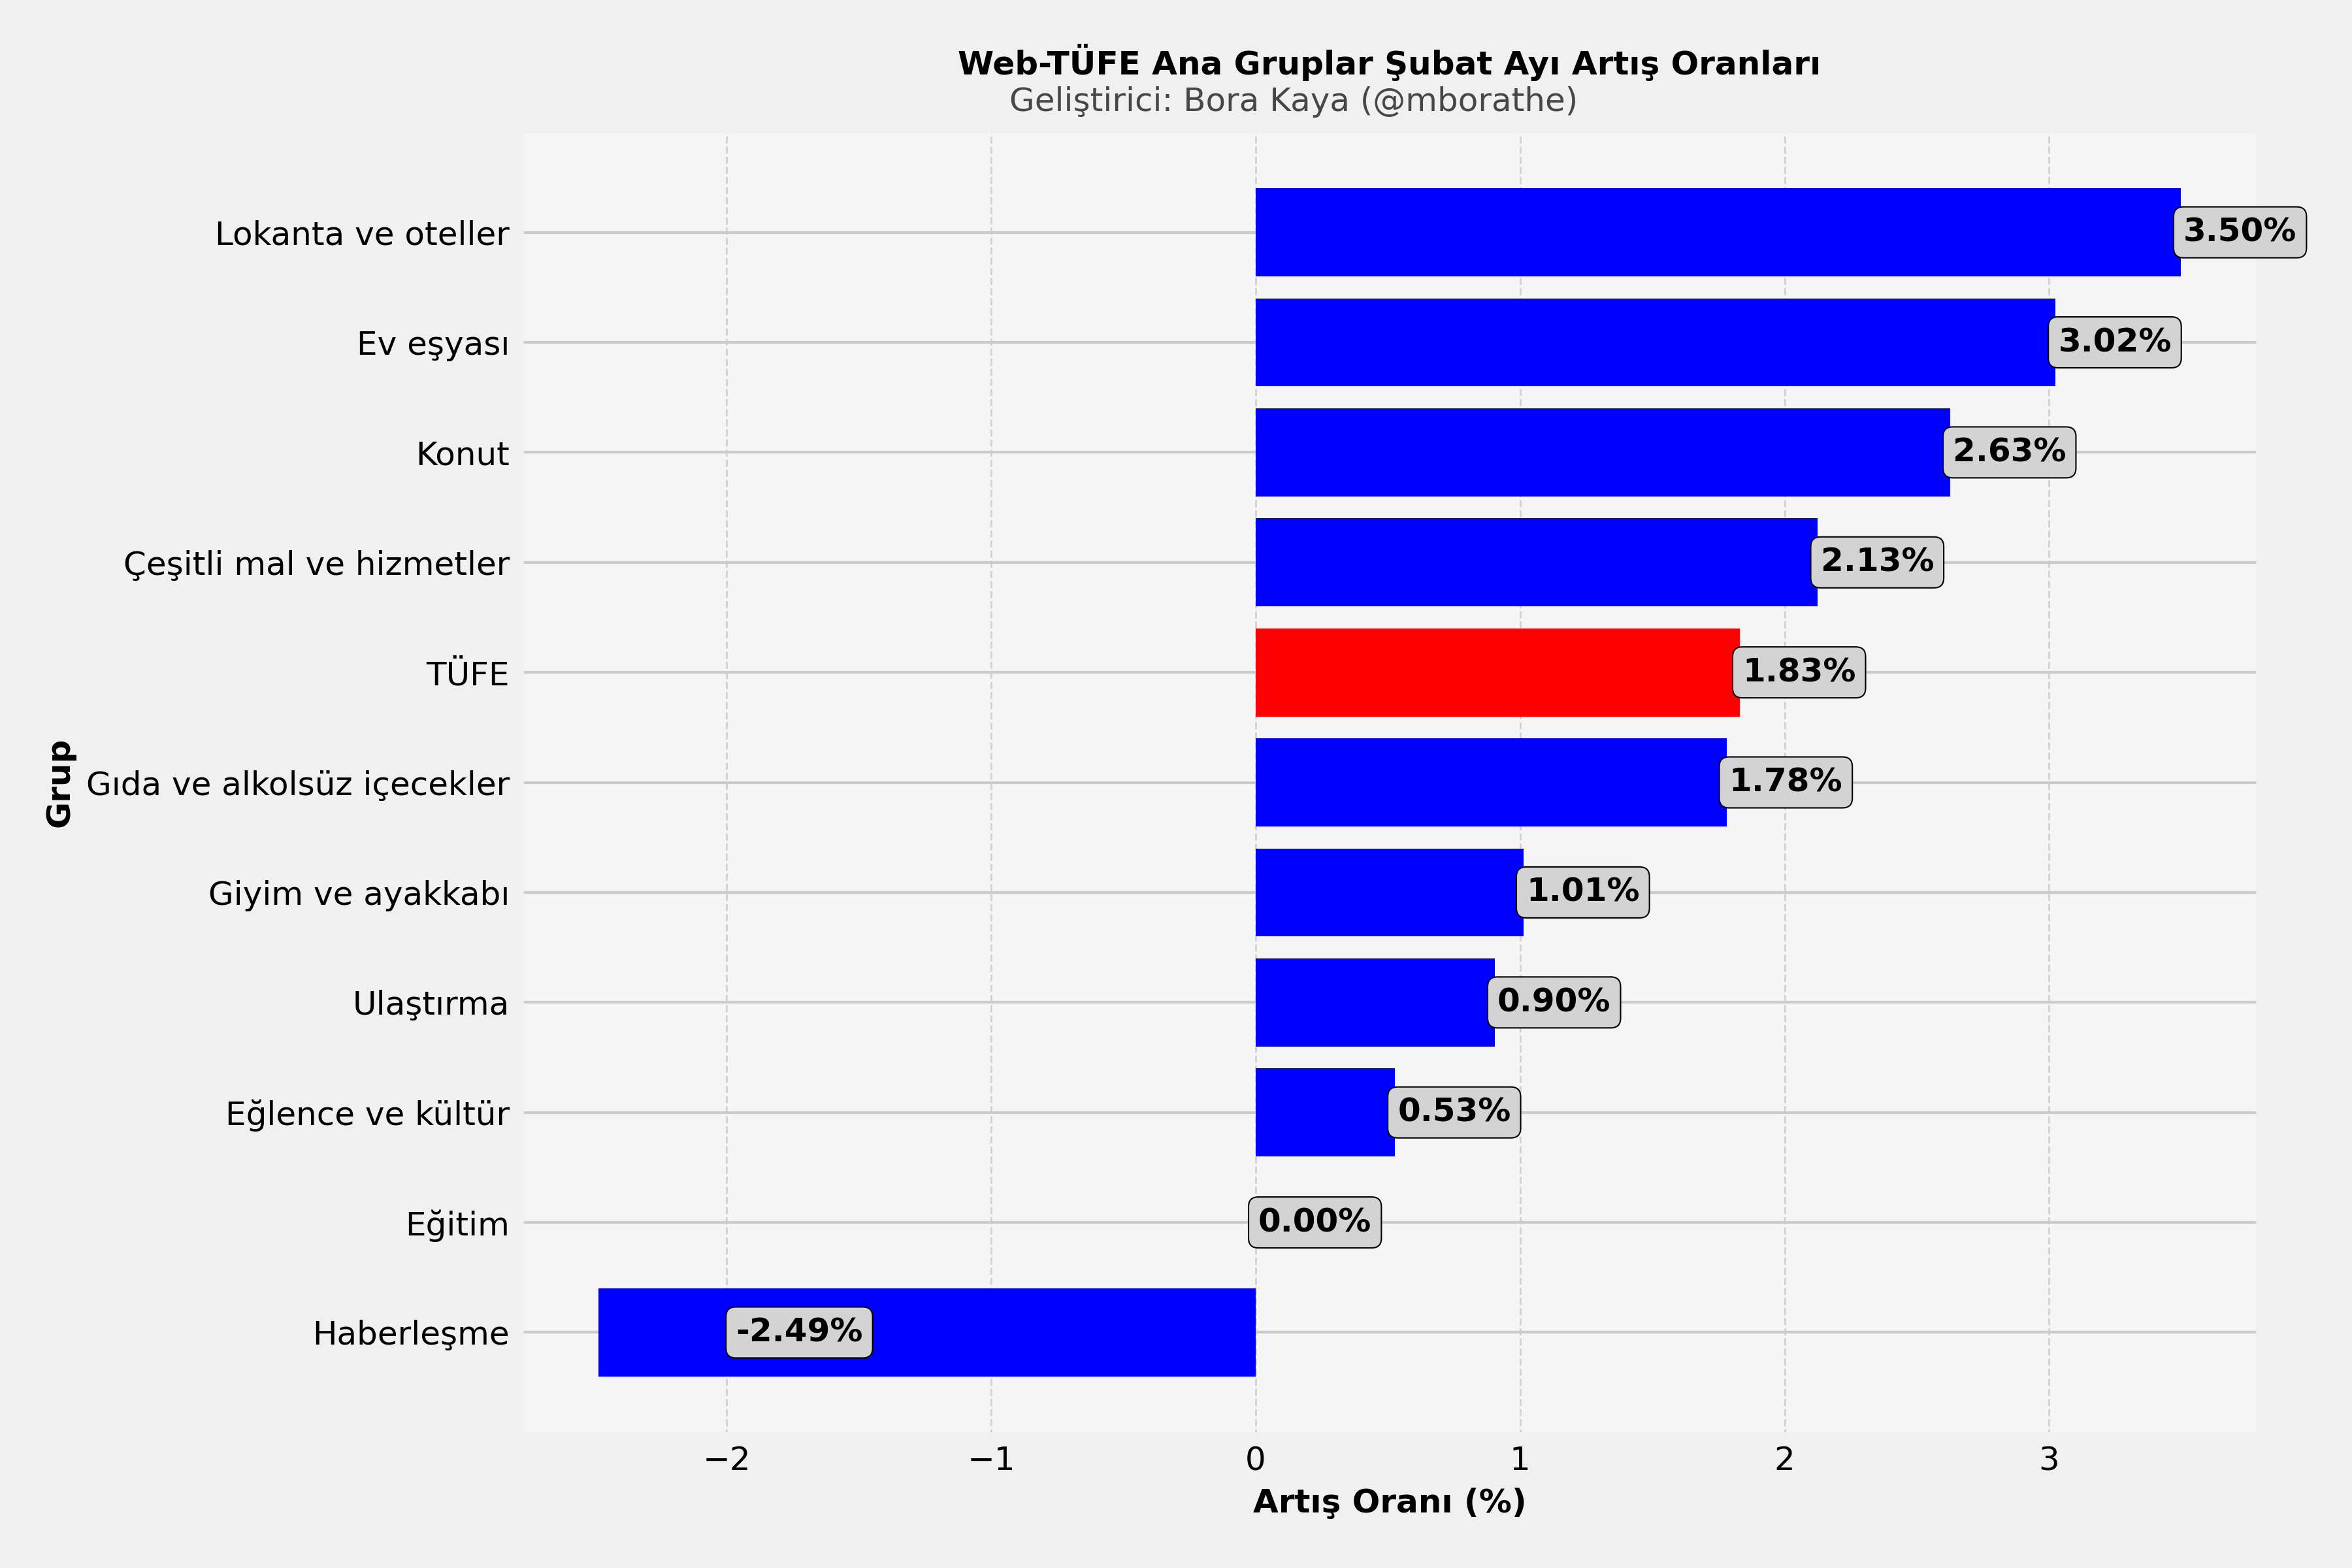 Web-TÜFE Ana Gruplar Şubat Ayı Artış Oranları
Geliştirici: Bora Kaya (@mborathe)
Grup
Lokanta ve oteller 3.50%
Ev eşyası 3.02%
Konut 2.63%
Çeşitli mal ve hizmetler 2.13%
TÜFE 1.83%
Gıda ve alkolsüz içecekler 1.78%
Giyim ve ayakkabı 1.01%
Ulaştırma 0.90%
Eğlence ve kültür 0.53%
Eğitim 0.00%
Haberleşme -2.49%
−2 −1 0 1 2 3
Artış Oranı (%)